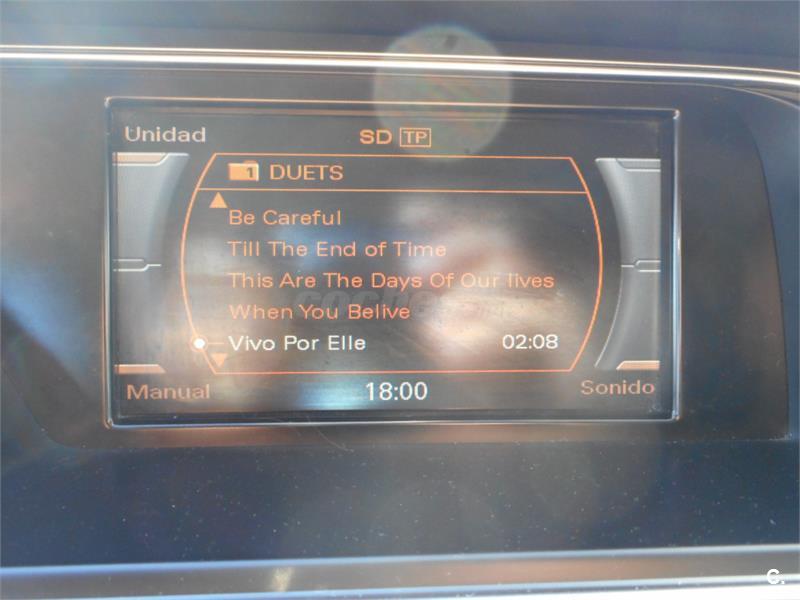 Unidad
SD TP
1 DUETS
Be Careful
Till The End of Time
This Are The Days Of Our lives
When You Belive
Vivo Por Elle 02:08
Manual
18:00
Sonido
C.